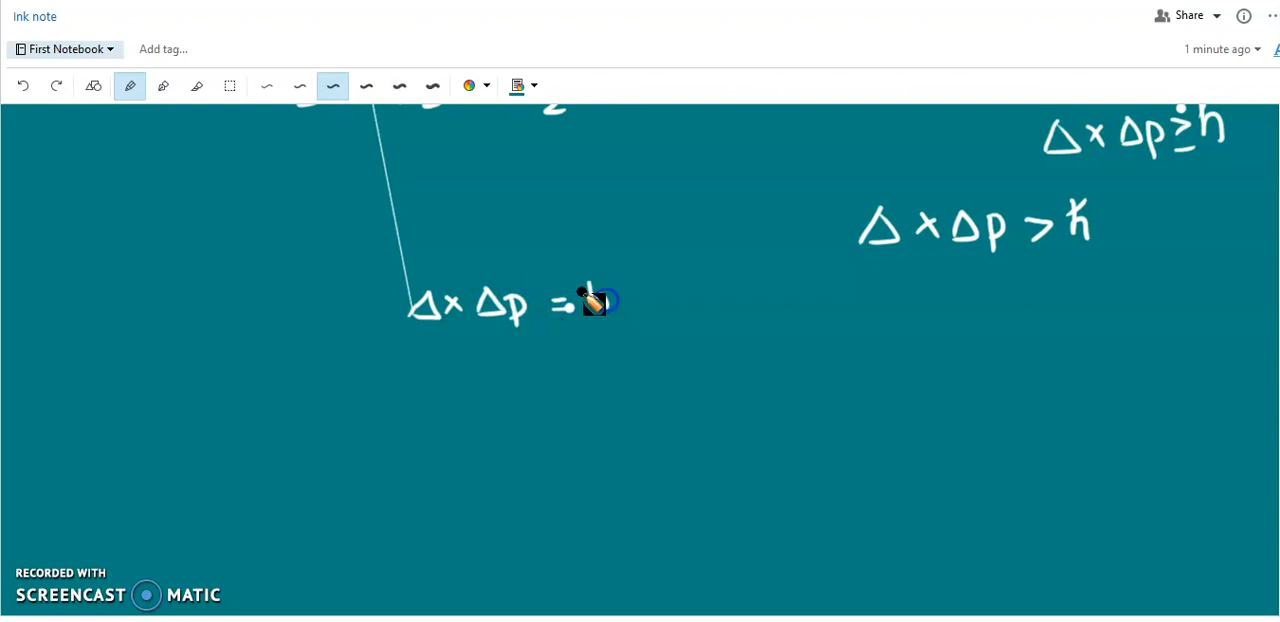 Ink note
Share
First Notebook
Add tag...
1 minute ago
Δx Δp ≥ ħ
Δx Δp > ħ
Δx Δp =
RECORDED WITH
SCREENCAST MATIC